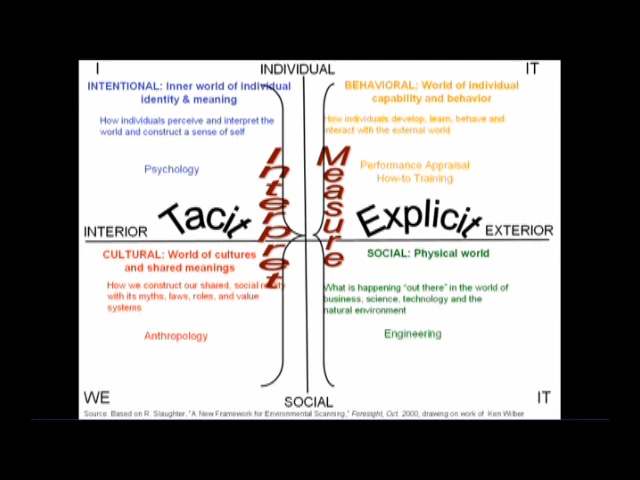 I
INDIVIDUAL
IT
INTENTIONAL: Inner world of individual
identity & meaning
How individuals perceive and interpret the
world and construct a sense of self
Psychology
BEHAVIORAL: World of individual
capability and behavior
How individuals develop, learn, behave and
interact with the external world
Performance Appraisal
How-to Training
Interpret
Measure
Tacit
Explicit
INTERIOR
EXTERIOR
CULTURAL: World of cultures
and shared meanings
How we construct our shared, social reality
with its myths, laws, roles, and value
systems
Anthropology
SOCIAL: Physical world
What is happening “out there” in the world of
business, science, technology and the
natural environment
Engineering
WE
SOCIAL
IT
Source: Based on R. Slaughter, "A New Framework for Environmental Scanning," Foresight, Oct. 2000, drawing on work of Ken Wilber